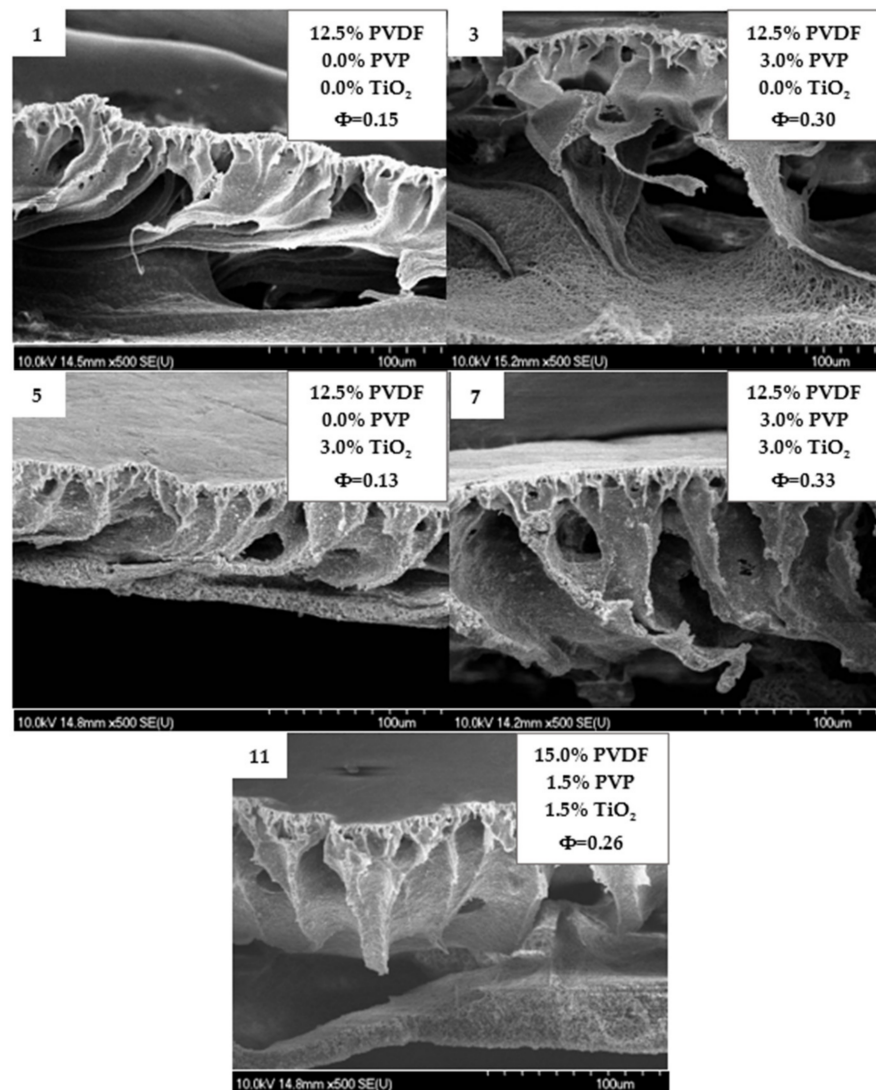 1
12.5% PVDF
0.0% PVP
0.0% TiO₂
Φ=0.15
10.0kV 14.5mm x500 SE(U)
100um
3
12.5% PVDF
3.0% PVP
0.0% TiO₂
Φ=0.30
10.0kV 15.2mm x500 SE(U)
100um
5
12.5% PVDF
0.0% PVP
3.0% TiO₂
Φ=0.13
10.0kV 14.8mm x500 SE(U)
100um
7
12.5% PVDF
3.0% PVP
3.0% TiO₂
Φ=0.33
10.0kV 14.2mm x500 SE(U)
100um
11
15.0% PVDF
1.5% PVP
1.5% TiO₂
Φ=0.26
10.0kV 14.8mm x500 SE(U)
100um